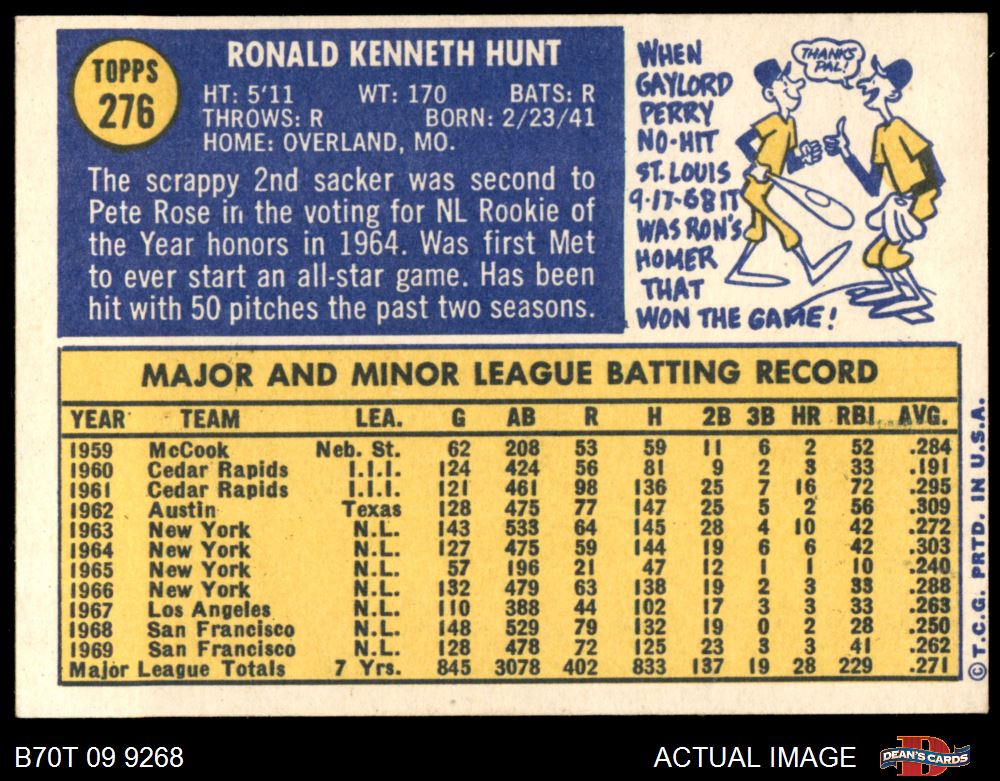 TOPPS
276
RONALD KENNETH HUNT
HT: 5'11 WT: 170 BATS: R
THROWS: R BORN: 2/23/41
HOME: OVERLAND, MO.
The scrappy 2nd sacker was second to
Pete Rose in the voting for NL Rookie of
the Year honors in 1964. Was first Met
to ever start an all-star game. Has been
hit with 50 pitches the past two seasons.
WHEN
GAYLORD
PERRY
NO-HIT
ST. LOUIS
9-17-68 IT
WAS RON'S
HOMER
THAT
WON THE GAME!
THANKS
PAL!
MAJOR AND MINOR LEAGUE BATTING RECORD
YEAR TEAM LEA. G AB R H 2B 3B HR RBI AVG.
1959 McCook Neb. St. 62 208 53 59 11 6 2 52 .284
1960 Cedar Rapids I.I.I. 124 424 56 81 9 2 3 33 .191
1961 Cedar Rapids I.I.I. 121 461 98 136 25 7 16 72 .295
1962 Austin Texas 128 475 77 147 25 5 2 56 .309
1963 New York N.L. 143 533 64 145 28 4 10 42 .272
1964 New York N.L. 127 475 59 144 19 6 6 42 .303
1965 New York N.L. 57 196 21 47 12 1 1 10 .240
1966 New York N.L. 132 479 63 138 19 2 3 33 .288
1967 Los Angeles N.L. 110 388 44 102 17 3 3 33 .263
1968 San Francisco N.L. 148 529 79 132 19 0 2 28 .250
1969 San Francisco N.L. 128 478 72 125 23 3 3 41 .262
Major League Totals 7 Yrs. 845 3078 402 833 137 19 28 229 .271
©T.C.G. PRTD. IN U.S.A.
B70T 09 9268
ACTUAL IMAGE
DEAN'S CARDS